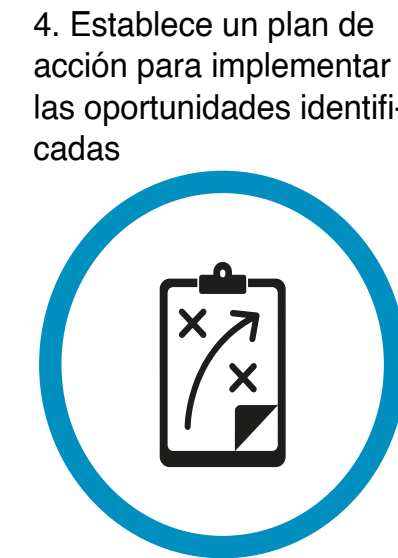 4. Establece un plan de
acción para implementar
las oportunidades identifi-
cadas